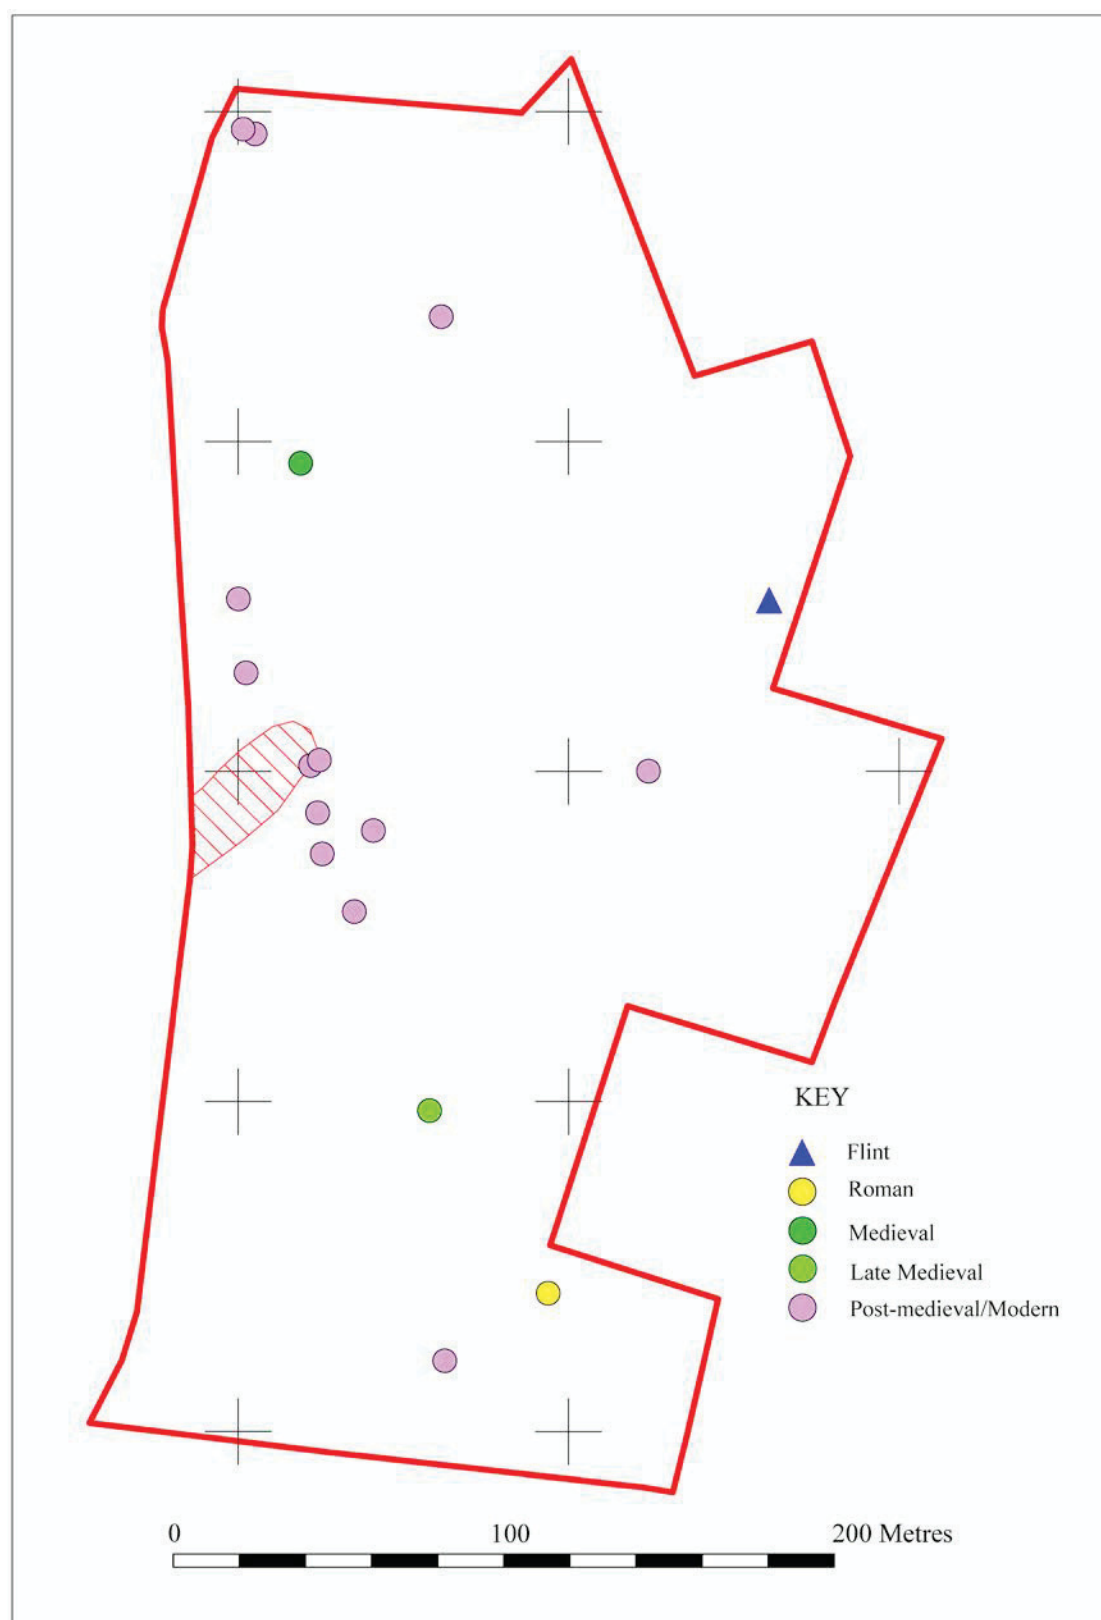 KEY
Flint
Roman
Medieval
Late Medieval
Post-medieval/Modern
0 100 200 Metres